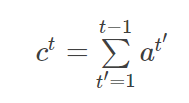 c^t = \sum_{t'=1}^{t-1} a^{t'}